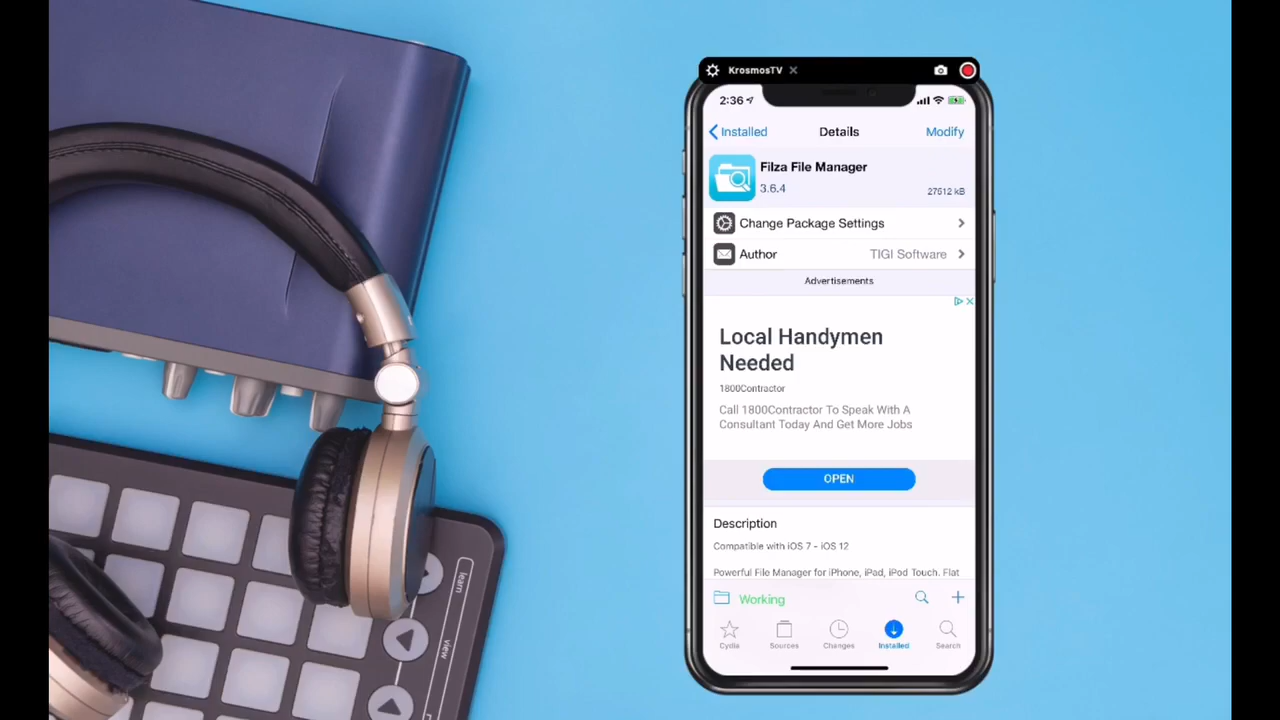 KrosmosTV
2:36
Installed
Details
Modify
Filza File Manager
3.6.4
27512 kB
Change Package Settings
Author
TIGI Software
Advertisements
Local Handymen
Needed
1800Contractor
Call 1800Contractor To Speak With A
Consultant Today And Get More Jobs
OPEN
Description
Compatible with iOS 7 - iOS 12
Powerful File Manager for iPhone, iPad, iPod Touch. Flat
Working
Cydia
Sources
Changes
Installed
Search
learn
view